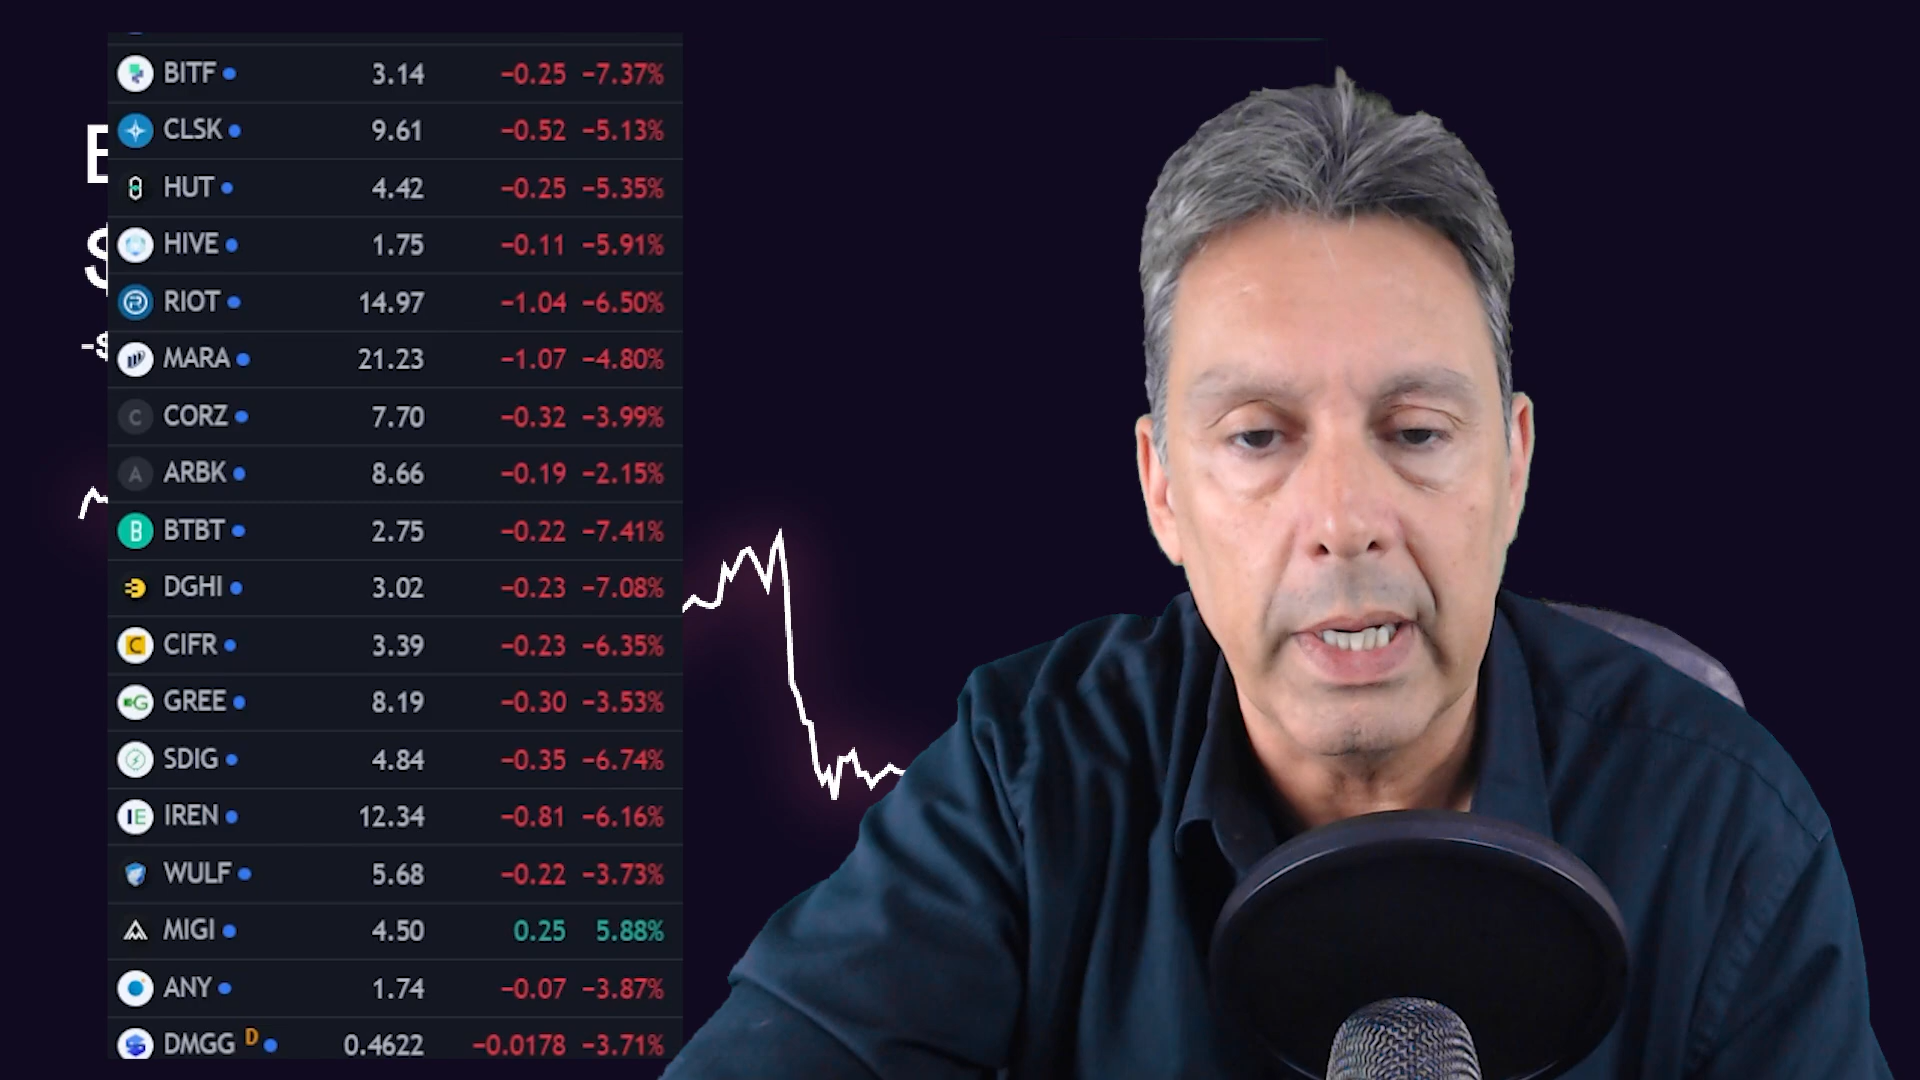 BITF 3.14 −0.25 −7.37%
CLSK 9.61 −0.52 −5.13%
HUT 4.42 −0.25 −5.35%
HIVE 1.75 −0.11 −5.91%
RIOT 14.97 −1.04 −6.50%
MARA 21.23 −1.07 −4.80%
C CORZ 7.70 −0.32 −3.99%
A ARBK 8.66 −0.19 −2.15%
B BTBT 2.75 −0.22 −7.41%
DGHI 3.02 −0.23 −7.08%
C CIFR 3.39 −0.23 −6.35%
G GREE 8.19 −0.30 −3.53%
SDIG 4.84 −0.35 −6.74%
IE IREN 12.34 −0.81 −6.16%
WULF 5.68 −0.22 −3.73%
MIGI 4.50 0.25 5.88%
ANY 1.74 −0.07 −3.87%
DMGG D 0.4622 −0.0178 −3.71%